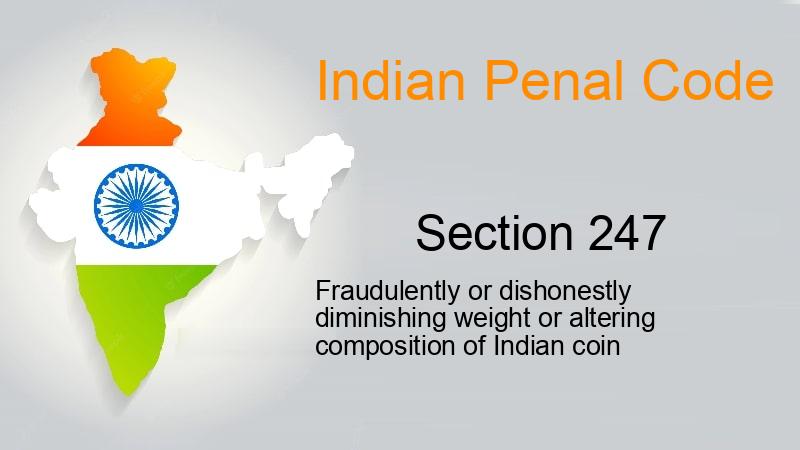 Indian Penal Code
Section 247
Fraudulently or dishonestly
diminishing weight or altering
composition of Indian coin